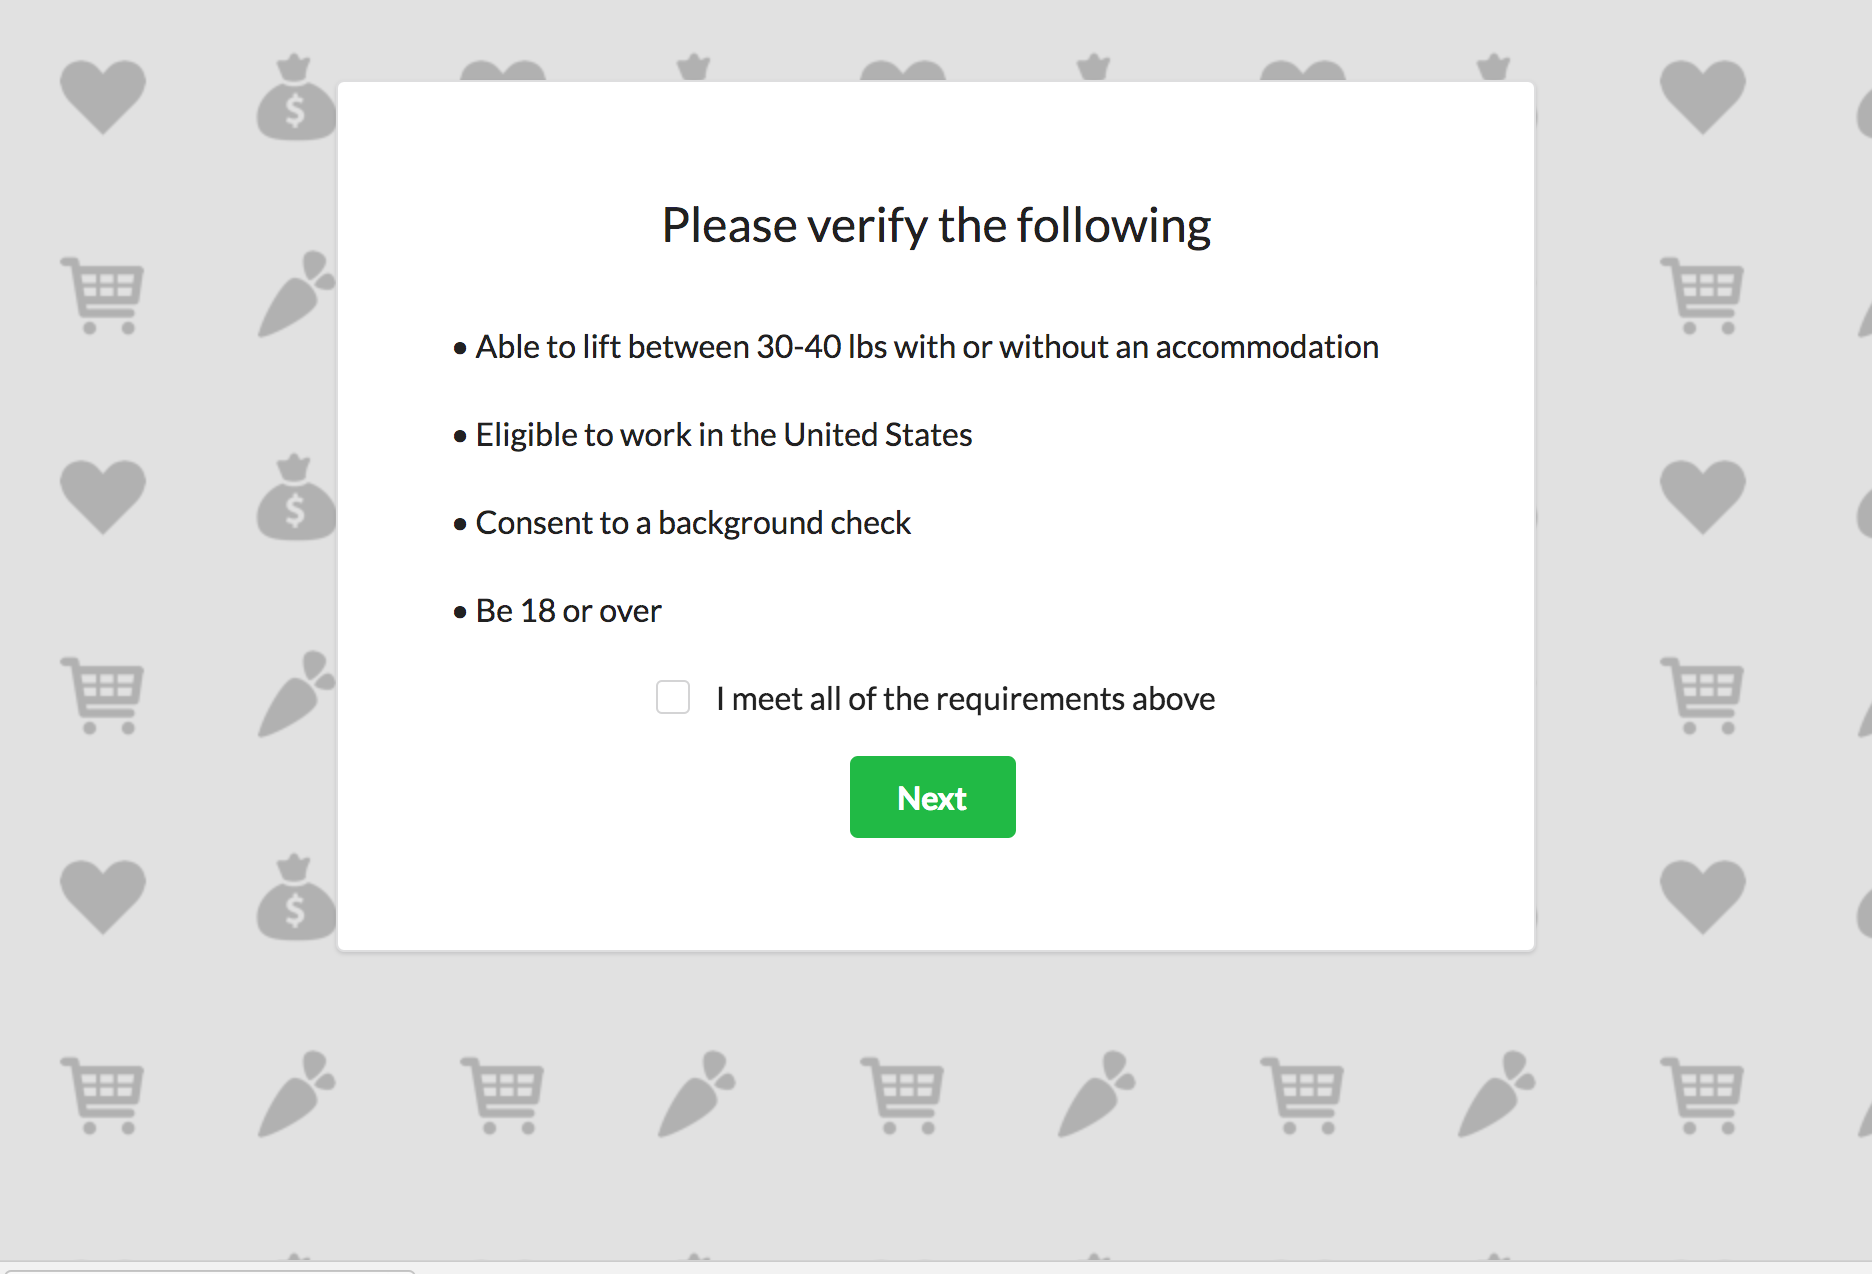 $
Please verify the following
• Able to lift between 30-40 lbs with or without an accommodation
• Eligible to work in the United States
$
• Consent to a background check
• Be 18 or over
I meet all of the requirements above
Next
$